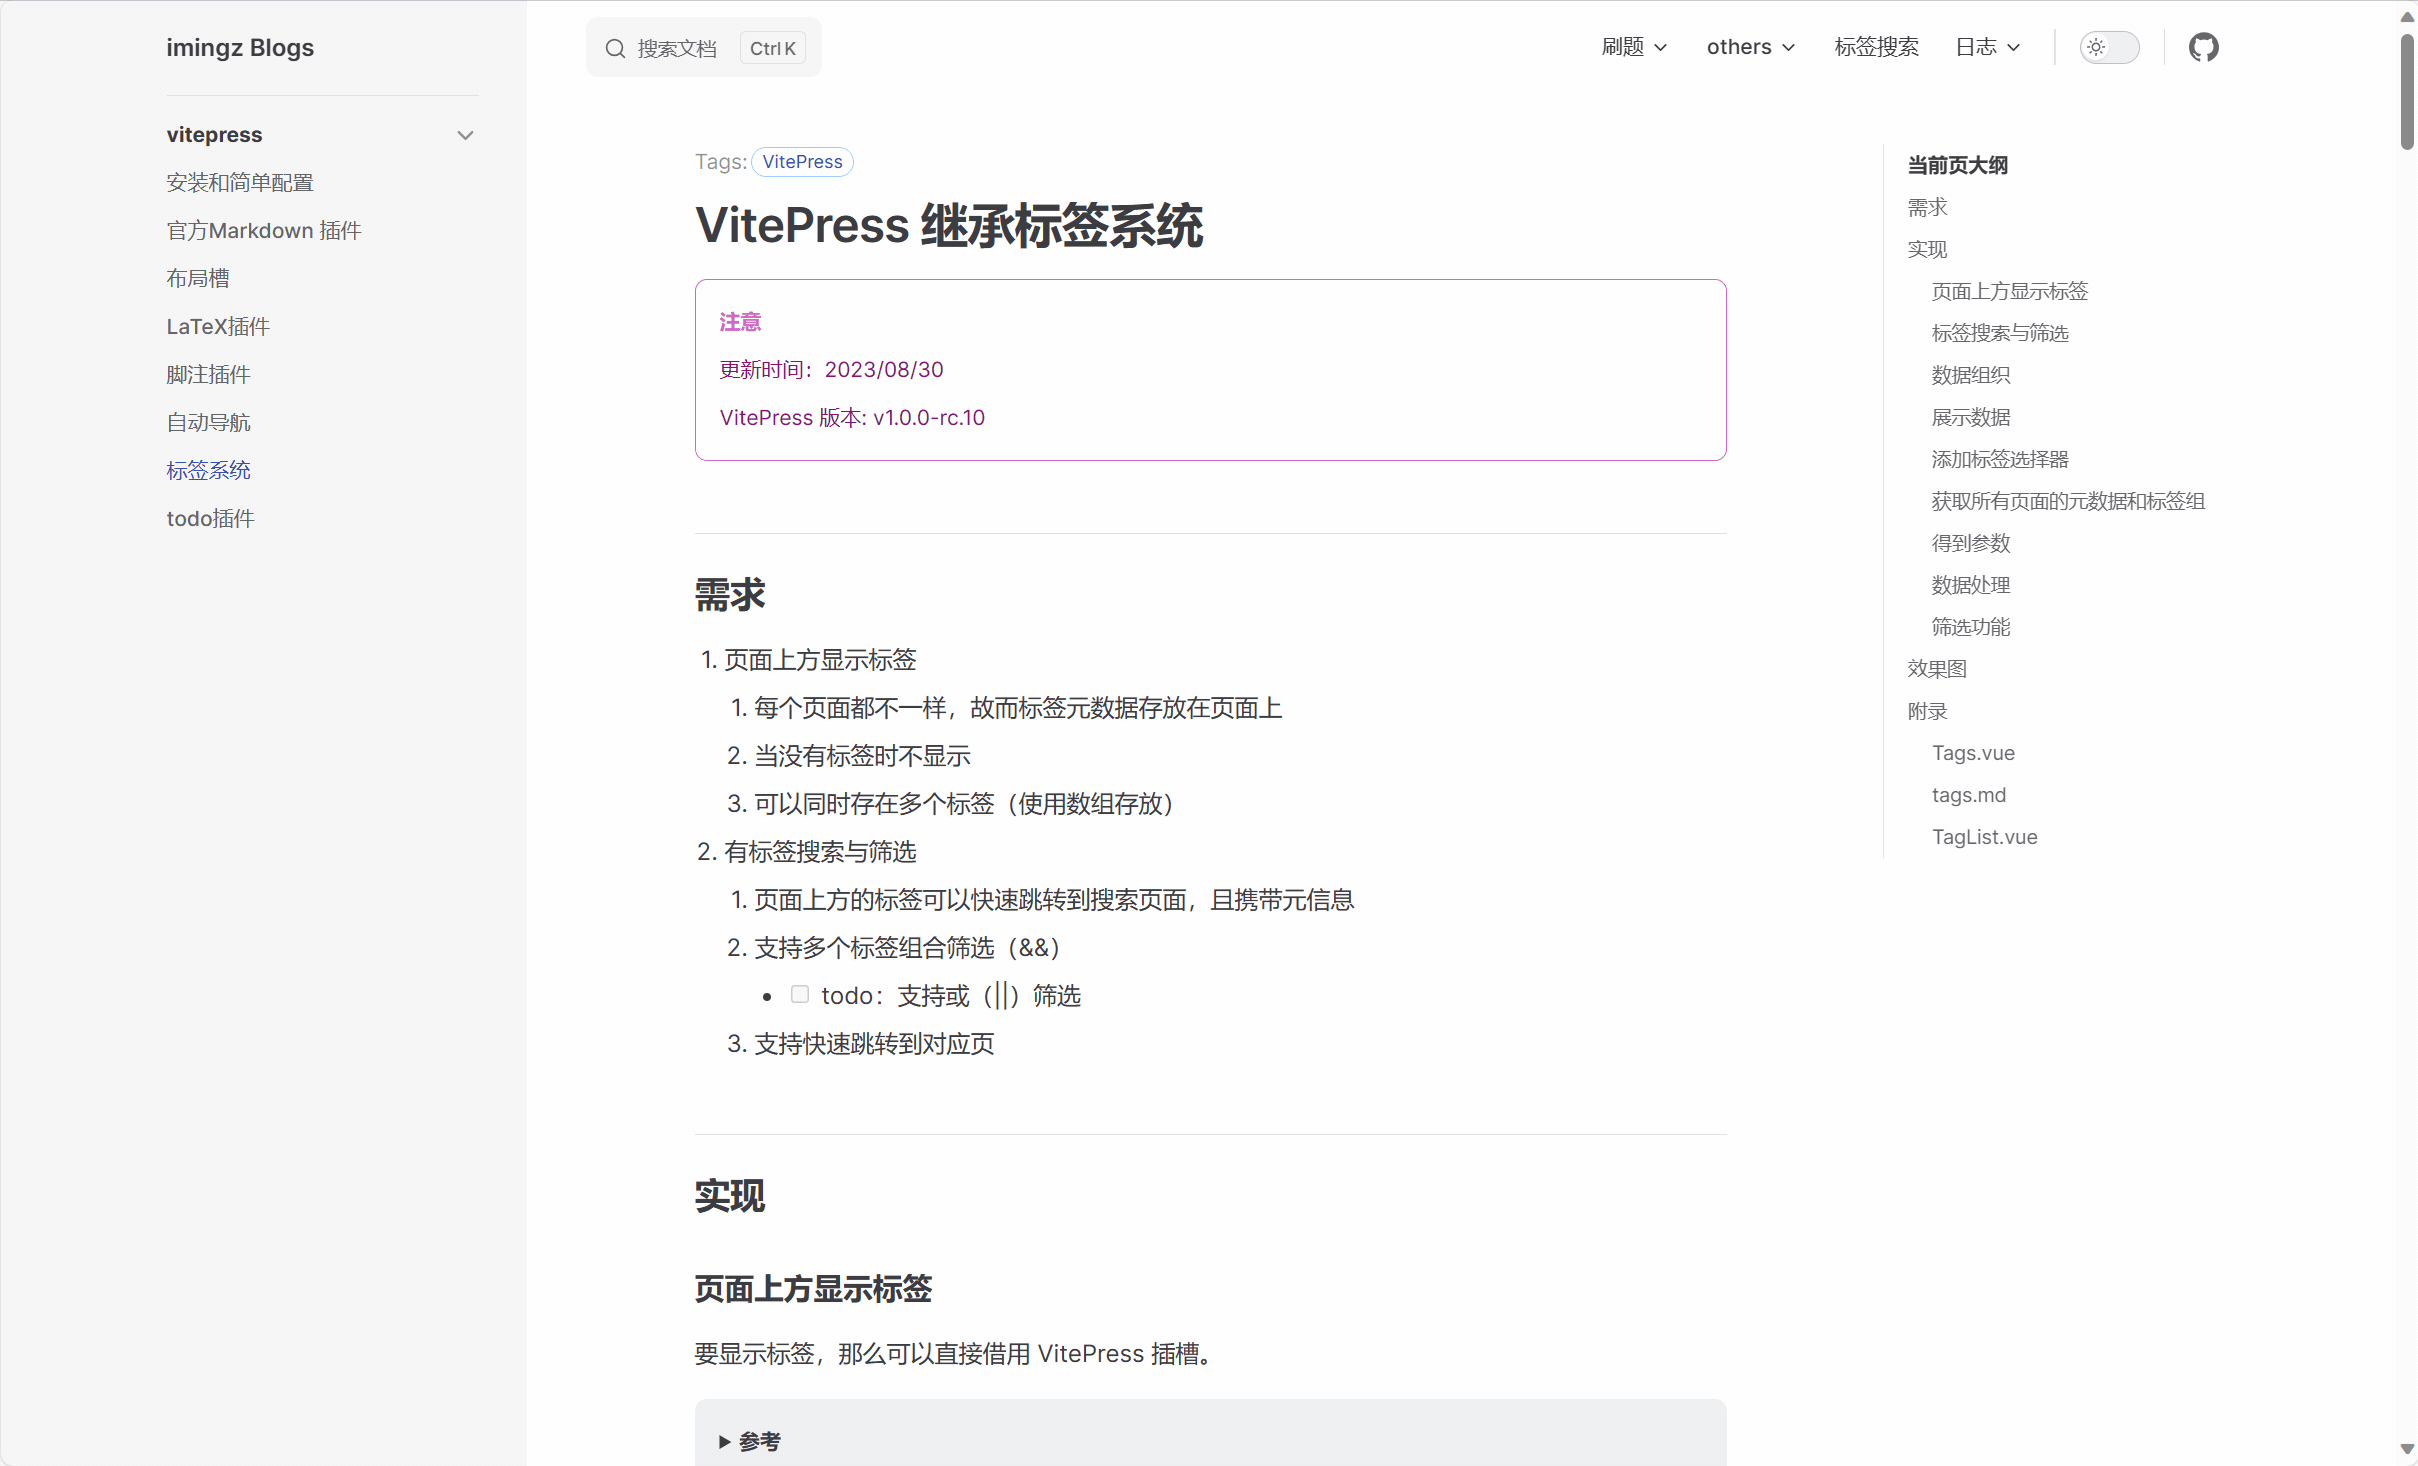 imingz Blogs
搜索文档 Ctrl K
刷题 others 标签搜索 日志
vitepress
安装和简单配置
官方Markdown 插件
布局槽
LaTeX插件
脚注插件
自动导航
标签系统
todo插件
Tags: VitePress
VitePress 继承标签系统
注意
更新时间：2023/08/30
VitePress 版本: v1.0.0-rc.10
需求
1. 页面上方显示标签
1. 每个页面都不一样，故而标签元数据存放在页面上
2. 当没有标签时不显示
3. 可以同时存在多个标签（使用数组存放）
2. 有标签搜索与筛选
1. 页面上方的标签可以快速跳转到搜索页面，且携带元信息
2. 支持多个标签组合筛选（&&）
• todo：支持或（||）筛选
3. 支持快速跳转到对应页
实现
页面上方显示标签
要显示标签，那么可以直接借用 VitePress 插槽。
参考
当前页大纲
需求
实现
页面上方显示标签
标签搜索与筛选
数据组织
展示数据
添加标签选择器
获取所有页面的元数据和标签组
得到参数
数据处理
筛选功能
效果图
附录
Tags.vue
tags.md
TagList.vue